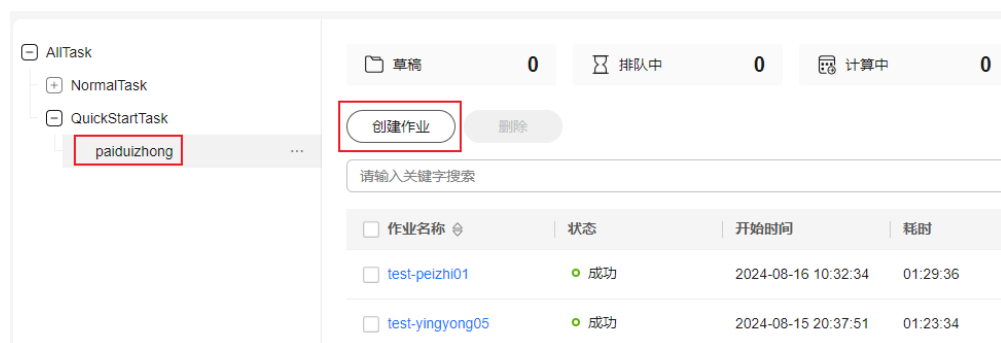 AllTask
NormalTask
QuickStartTask
paiduizhong
草稿 0 排队中 0 计算中 0
创建作业 删除
请输入关键字搜索
作业名称 状态 开始时间 耗时
test-peizhi01 成功 2024-08-16 10:32:34 01:29:36
test-yingyong05 成功 2024-08-15 20:37:51 01:23:34